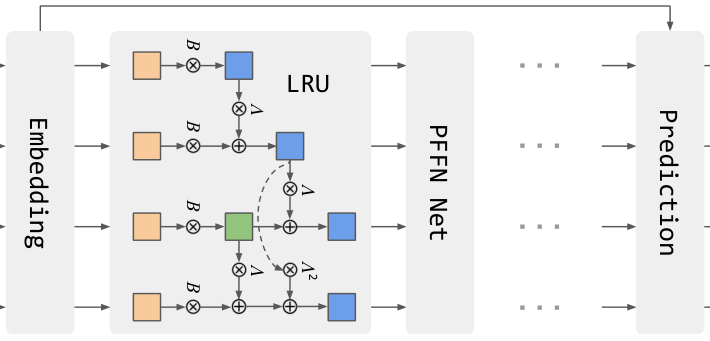 Embedding
LRU
B
Λ
B
Λ
B
Λ
Λ²
B
PFFN Net
. . .
. . .
. . .
. . .
Prediction